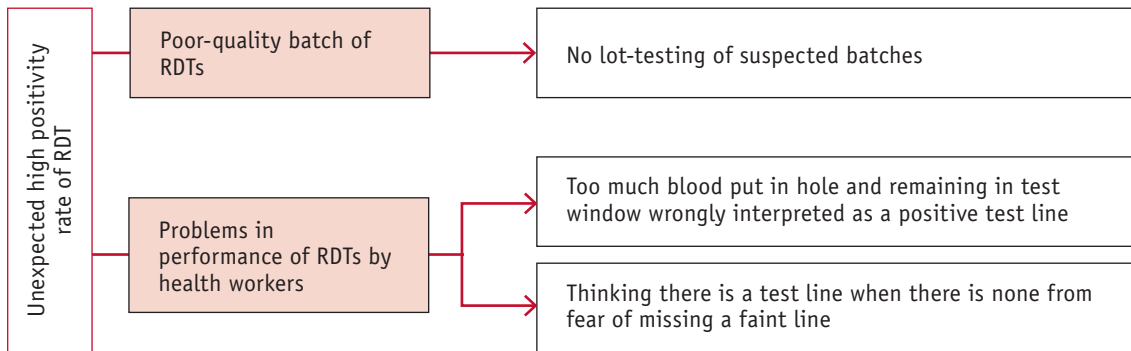 Unexpected high positivity
rate of RDT
Poor-quality batch of
RDTs
No lot-testing of suspected batches
Problems in
performance of RDTs by
health workers
Too much blood put in hole and remaining in test
window wrongly interpreted as a positive test line
Thinking there is a test line when there is none from
fear of missing a faint line